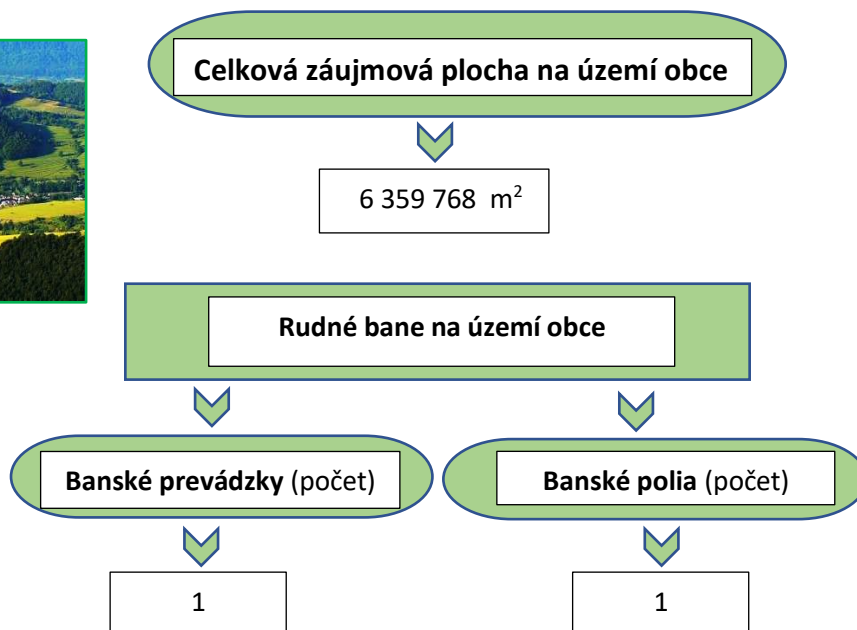 Celková záujmová plocha na území obce
6 359 768 m²
Rudné bane na území obce
Banské prevádzky (počet)
Banské polia (počet)
1
1